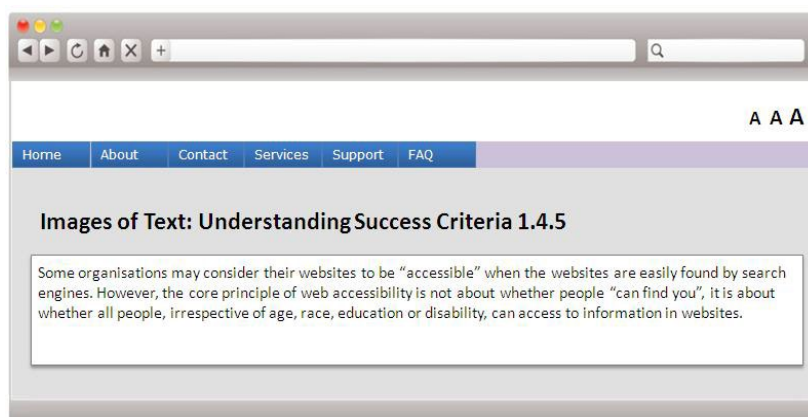 A A A
Home About Contact Services Support FAQ
Images of Text: Understanding Success Criteria 1.4.5
Some organisations may consider their websites to be “accessible” when the websites are easily found by search
engines. However, the core principle of web accessibility is not about whether people “can find you”, it is about
whether all people, irrespective of age, race, education or disability, can access to information in websites.